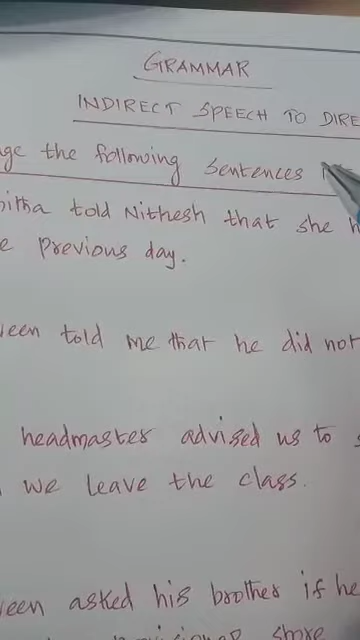 GRAMMAR
INDIRECT SPEECH TO DIRE
ge the following Sentences
itha told Nithesh that she h
e previous day.
een told me that he did not
headmaster advised us to s
we leave the class.
een asked his brother if he
store